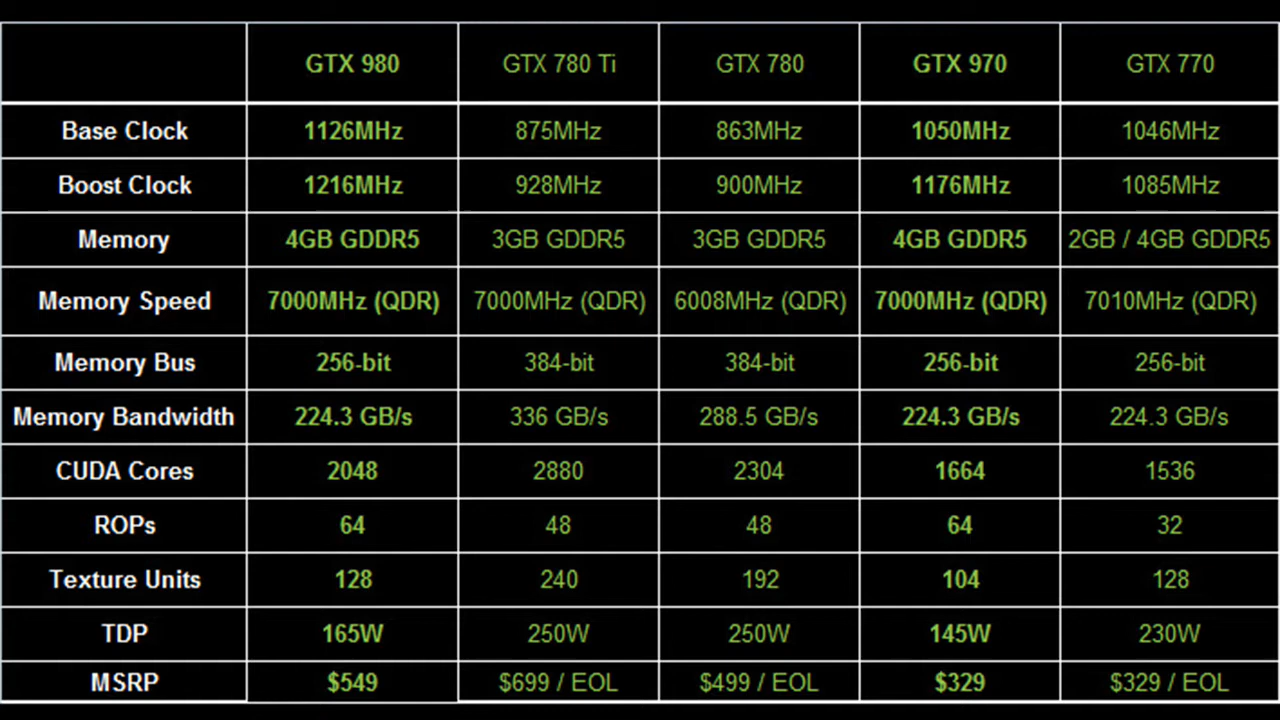 GTX 980 GTX 780 Ti GTX 780 GTX 970 GTX 770
Base Clock 1126MHz 875MHz 863MHz 1050MHz 1046MHz
Boost Clock 1216MHz 928MHz 900MHz 1176MHz 1085MHz
Memory 4GB GDDR5 3GB GDDR5 3GB GDDR5 4GB GDDR5 2GB / 4GB GDDR5
Memory Speed 7000MHz (QDR) 7000MHz (QDR) 6008MHz (QDR) 7000MHz (QDR) 7010MHz (QDR)
Memory Bus 256-bit 384-bit 384-bit 256-bit 256-bit
Memory Bandwidth 224.3 GB/s 336 GB/s 288.5 GB/s 224.3 GB/s 224.3 GB/s
CUDA Cores 2048 2880 2304 1664 1536
ROPs 64 48 48 64 32
Texture Units 128 240 192 104 128
TDP 165W 250W 250W 145W 230W
MSRP $549 $699 / EOL $499 / EOL $329 $329 / EOL